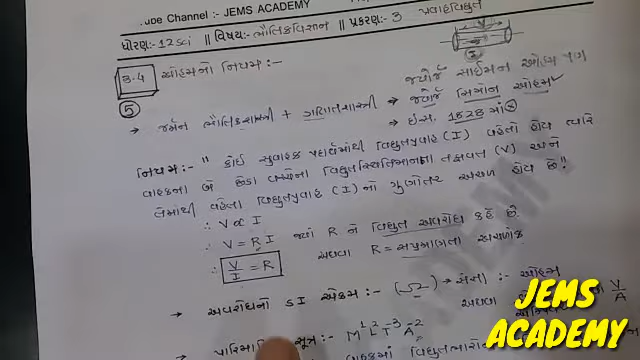 ube Channel :- JEMS ACADEMY
ધોરણ:- 12 sci || વિષય:- ભૌતિકવિજ્ઞાન || પ્રકરણ:- 3 પ્રવાહવિદ્યુત
3.4 ઓહમનો નિયમ :-
5
→ જર્મન ભૌતિકશાસ્ત્રી + ગણિતશાસ્ત્રી → જ્યોર્જ સિમોન ઓહમ
→ ઇ.સ. 1828 માં
નિયમ:- " કોઈ સુવાહક પદાર્થમાંથી વિદ્યુતપ્રવાહ (I) વહેતો હોય ત્યારે
વાહકના બે છેડા વચ્ચેના વિદ્યુતસ્થિતિમાનના તફાવત (V) અને
તેમાંથી વહેતા વિદ્યુતપ્રવાહ (I) નો ગુણોત્તર અચળ હોય છે."
∴ V ∝ I
∴ V = R I જ્યાં R ને વિદ્યુત અવરોધ કહે છે.
∴ V/I = R અથવા R = સપ્રમાણતા અચળાંક
→ અવરોધનો SI એકમ :- (Ω) → સંજ્ઞા :- ઓહમ
અથવા V/A
→ સૂત્ર :- M¹ L² T⁻³ A⁻²
JEMS
ACADEMY